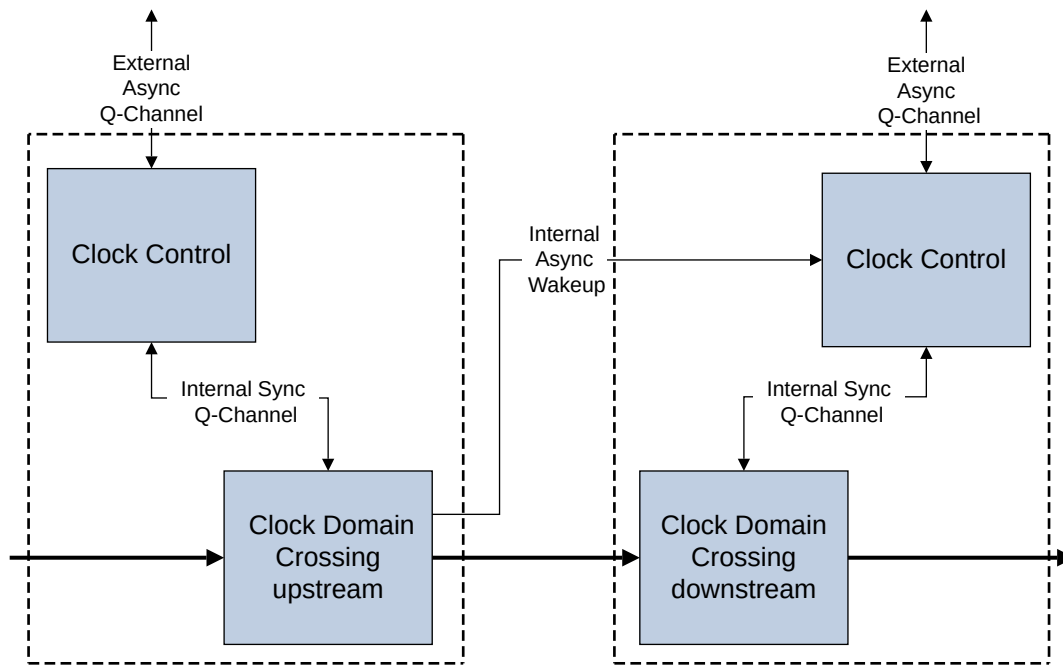 External
Async
Q-Channel
External
Async
Q-Channel
Clock Control
Internal
Async
Wakeup
Clock Control
Internal Sync
Q-Channel
Internal Sync
Q-Channel
Clock Domain
Crossing
upstream
Clock Domain
Crossing
downstream